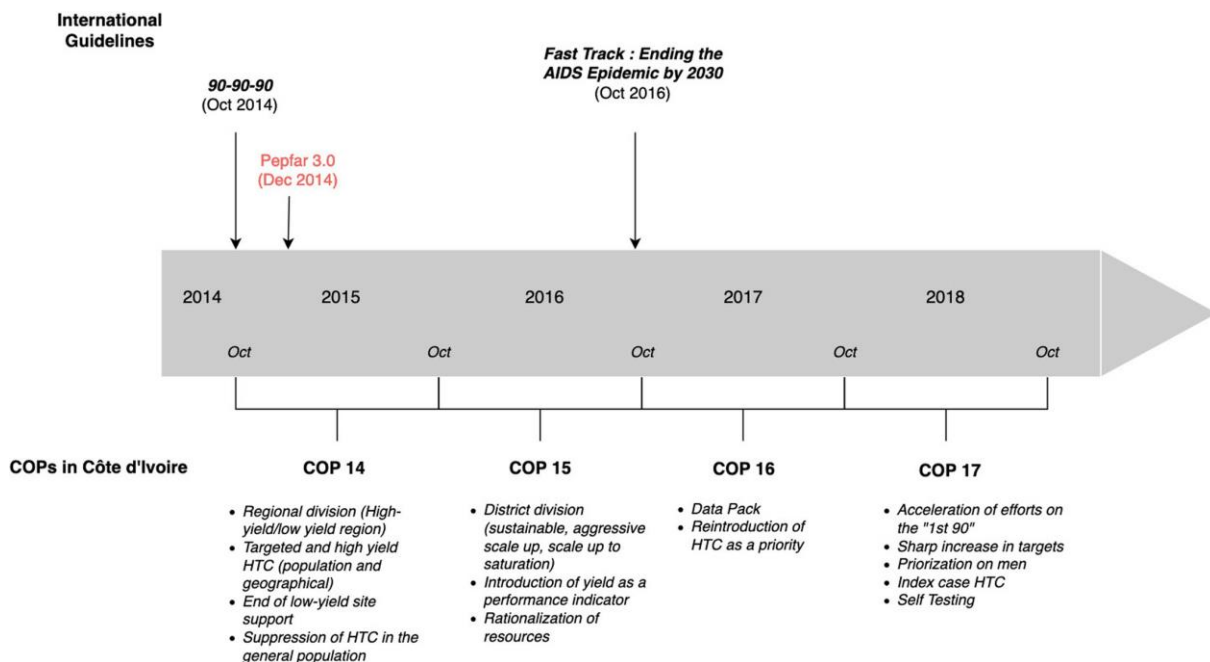 International
Guidelines
Fast Track : Ending the
AIDS Epidemic by 2030
(Oct 2016)
90-90-90
(Oct 2014)
Pepfar 3.0
(Dec 2014)
2014
2015
2016
2017
2018
Oct
Oct
Oct
Oct
Oct
COPs in Côte d'Ivoire
COP 14
COP 15
COP 16
COP 17
• Regional division (High-
yield/low yield region)
• Targeted and high yield
HTC (population and
geographical)
• End of low-yield site
support
• Suppression of HTC in the
general population
• District division
(sustainable, aggressive
scale up, scale up to
saturation)
• Introduction of yield as a
performance indicator
• Rationalization of
resources
• Data Pack
• Reintroduction of
HTC as a priority
• Acceleration of efforts on
the "1st 90"
• Sharp increase in targets
• Priorization on men
• Index case HTC
• Self Testing